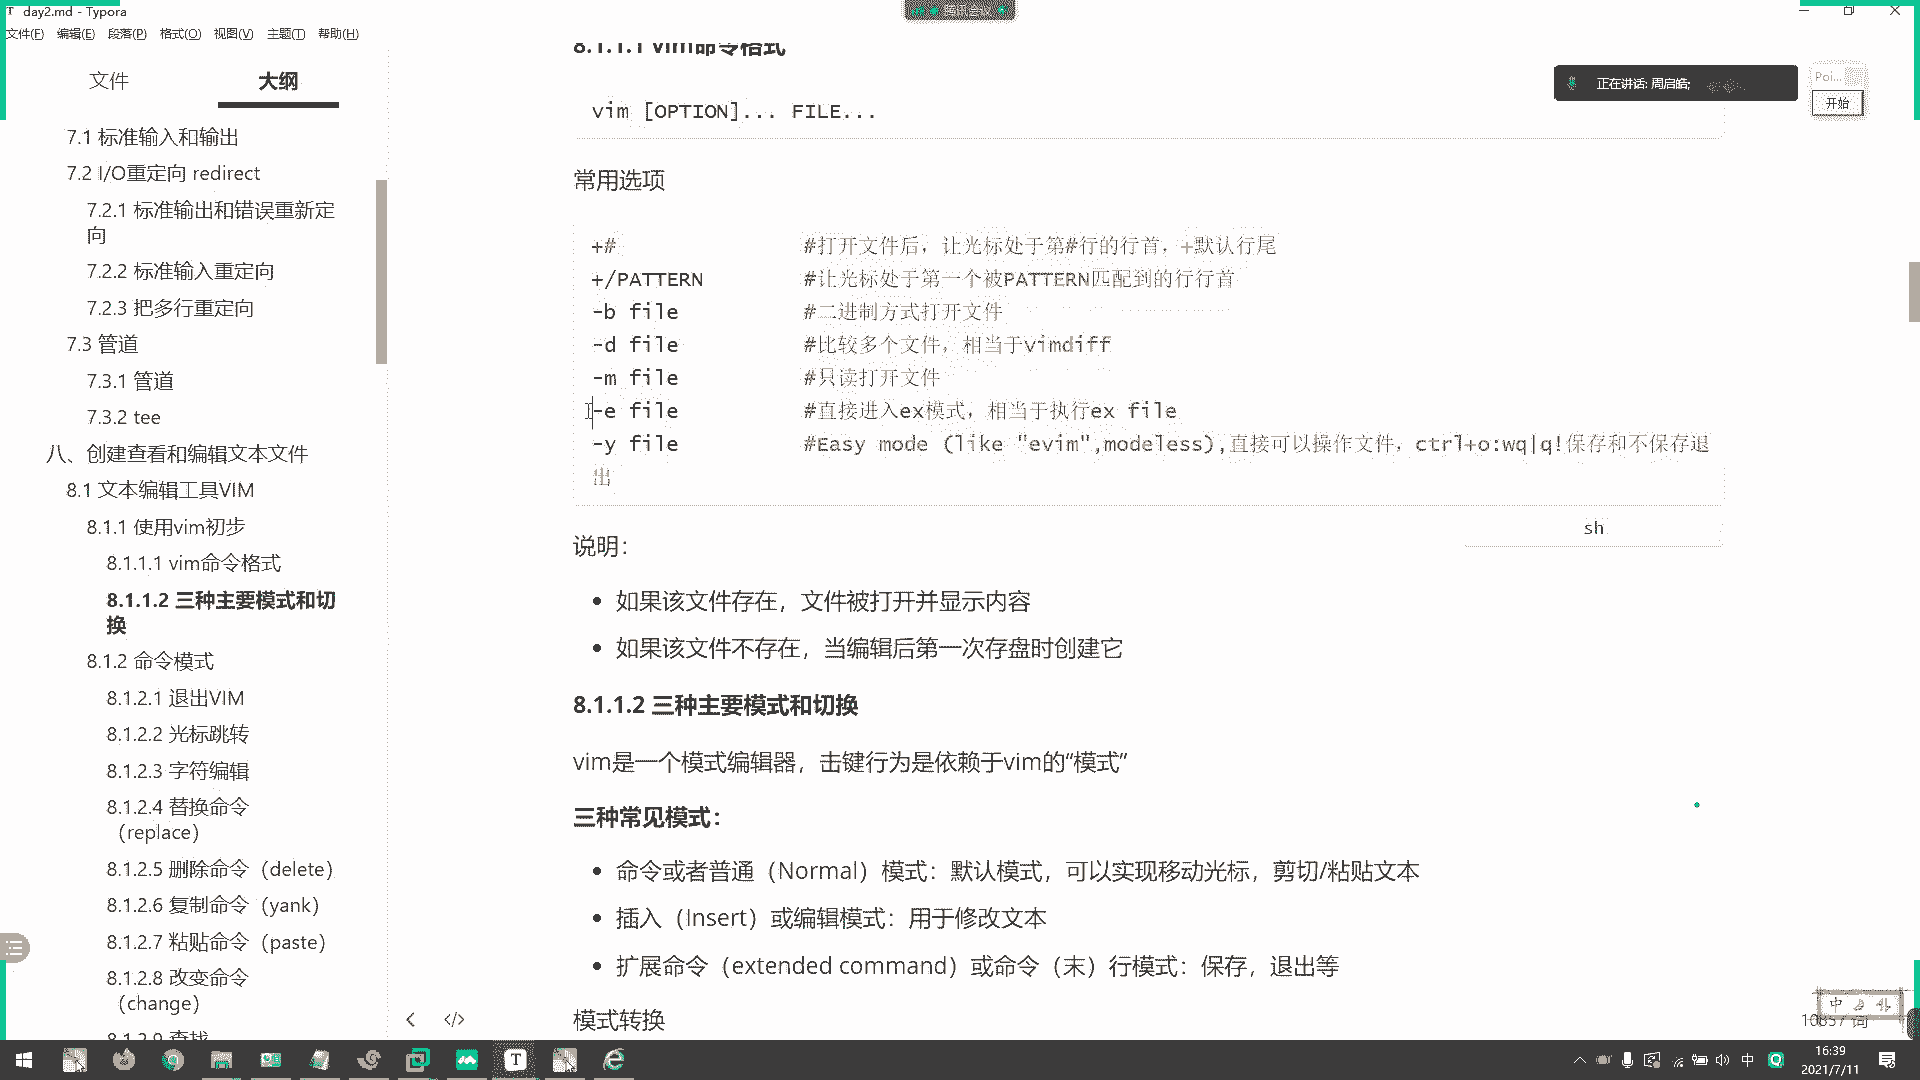 day2.md - Typora
腾讯会议
文件(F) 编辑(E) 段落(P) 格式(O) 视图(V) 主题(T) 帮助(H)
文件 大纲
7.1 标准输入和输出
7.2 I/O重定向 redirect
7.2.1 标准输出和错误重新定
向
7.2.2 标准输入重定向
7.2.3 把多行重定向
7.3 管道
7.3.1 管道
7.3.2 tee
八、创建查看和编辑文本文件
8.1 文本编辑工具VIM
8.1.1 使用vim初步
8.1.1.1 vim命令格式
8.1.1.2 三种主要模式和切
换
8.1.2 命令模式
8.1.2.1 退出VIM
8.1.2.2 光标跳转
8.1.2.3 字符编辑
8.1.2.4 替换命令
（replace）
8.1.2.5 删除命令（delete）
8.1.2.6 复制命令（yank）
8.1.2.7 粘贴命令（paste）
8.1.2.8 改变命令
（change）
8.1.2.9 查找
8.1.1.1 vim命令格式
正在讲话: 周启皓;
Poi...
开始
vim [OPTION]... FILE...
常用选项
+# #打开文件后，让光标处于第#行的行首，+默认行尾
+/PATTERN #让光标处于第一个被PATTERN匹配到的行行首
-b file #二进制方式打开文件
-d file #比较多个文件，相当于vimdiff
-m file #只读打开文件
-e file #直接进入ex模式，相当于执行ex file
-y file #Easy mode (like "evim",modeless),直接可以操作文件，ctrl+o:wq|q!保存和不保存退
出
sh
说明：
• 如果该文件存在，文件被打开并显示内容
• 如果该文件不存在，当编辑后第一次存盘时创建它
8.1.1.2 三种主要模式和切换
vim是一个模式编辑器，击键行为是依赖于vim的“模式”
三种常见模式：
• 命令或者普通（Normal）模式：默认模式，可以实现移动光标，剪切/粘贴文本
• 插入（Insert）或编辑模式：用于修改文本
• 扩展命令（extended command）或命令（末）行模式：保存，退出等
模式转换
中
10857 词
中
16:39
2021/7/11